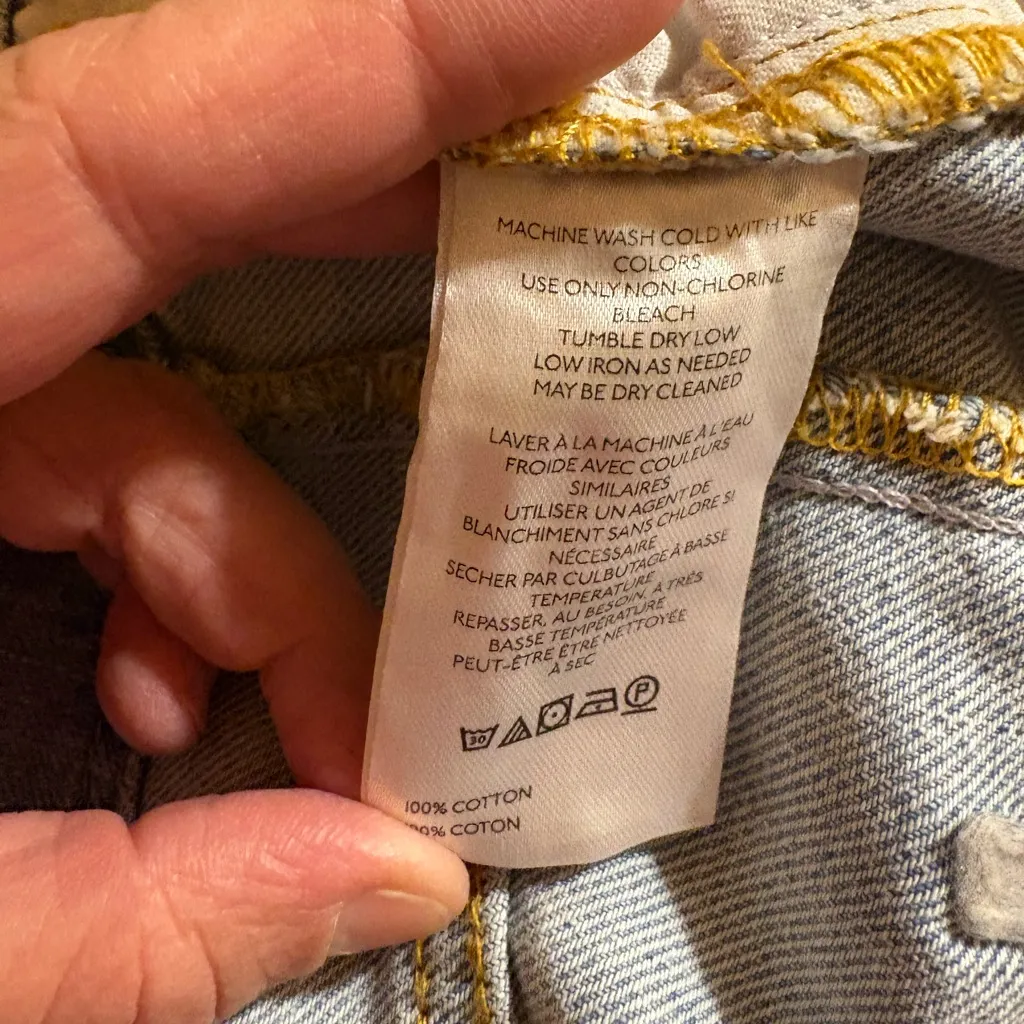 MACHINE WASH COLD WITH LIKE
COLORS
USE ONLY NON-CHLORINE
BLEACH
TUMBLE DRY LOW
LOW IRON AS NEEDED
MAY BE DRY CLEANED
LAVER À LA MACHINE À L'EAU
FROIDE AVEC COULEURS
SIMILAIRES
UTILISER UN AGENT DE
BLANCHIMENT SANS CHLORE SI
NÉCESSAIRE
SECHER PAR CULBUTAGE À BASSE
TEMPERATURE
REPASSER, AU BESOIN, À TRÉS
BASSE TEMPÉRATURE
PEUT-ÊTRE ÊTRE NETTOYÉE
À SEC
30 P
100% COTTON
00% COTON